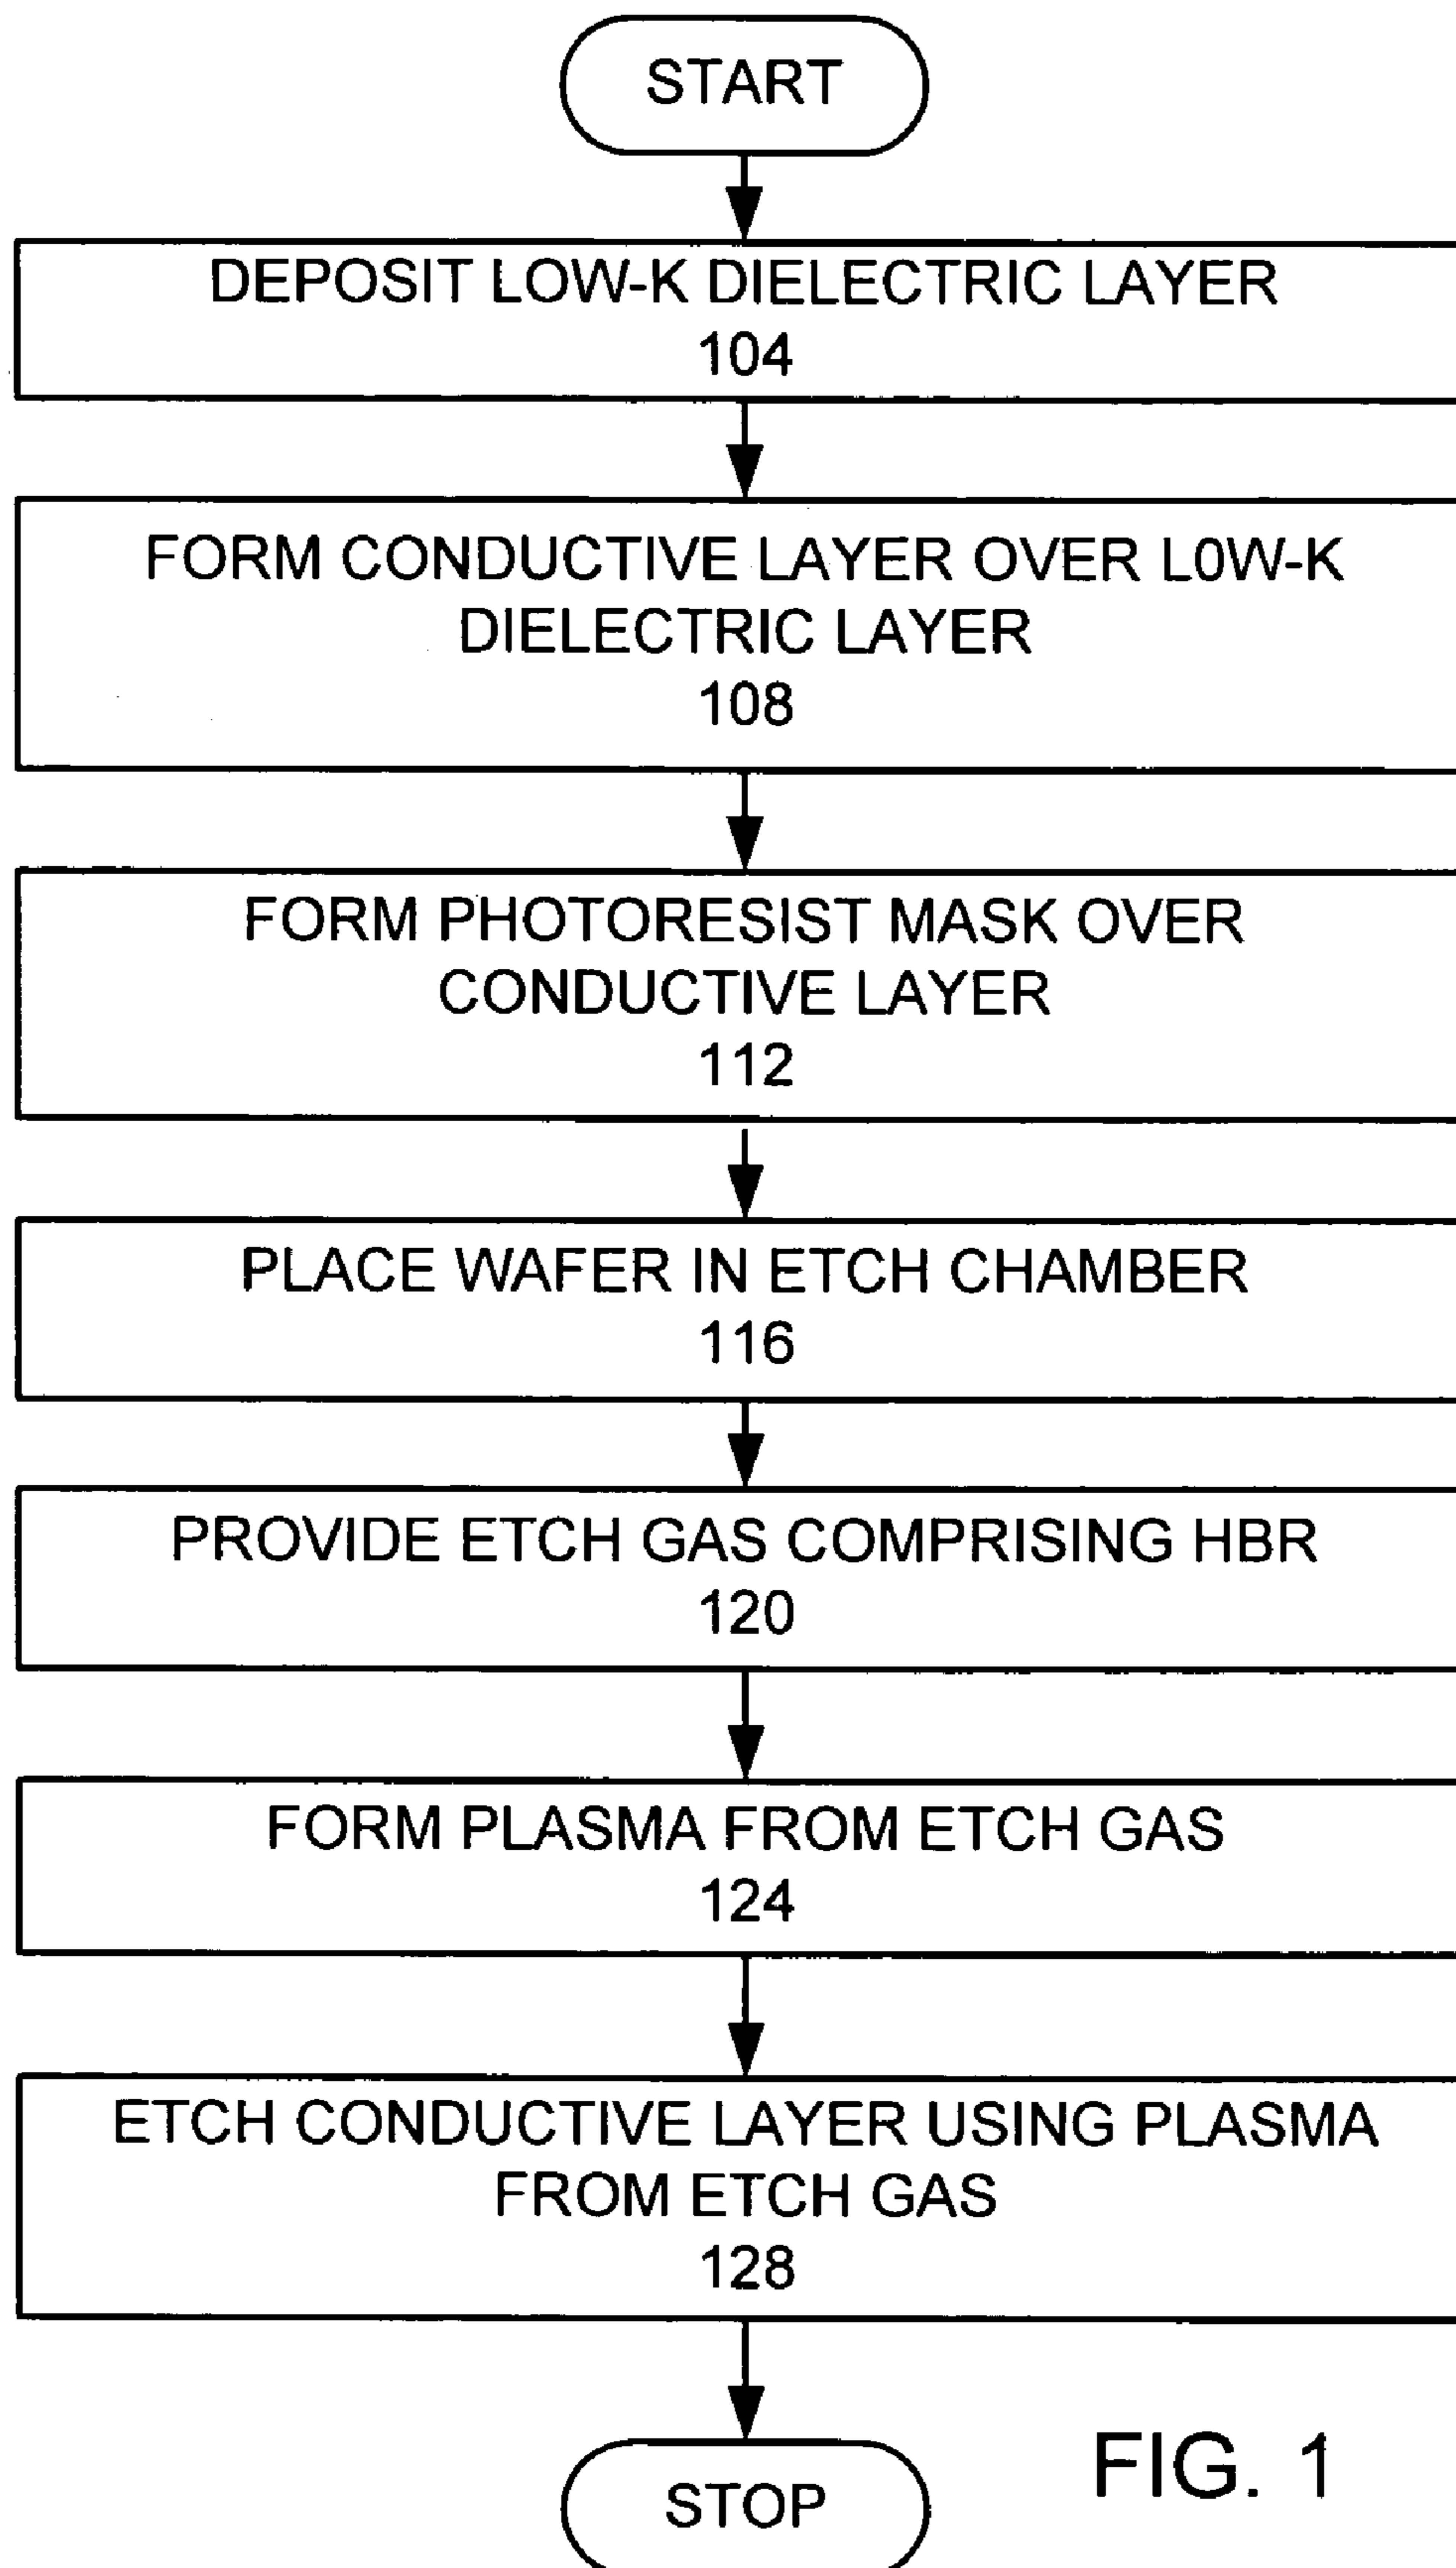 START
DEPOSIT LOW-K DIELECTRIC LAYER
104
FORM CONDUCTIVE LAYER OVER L0W-K
DIELECTRIC LAYER
108
FORM PHOTORESIST MASK OVER
CONDUCTIVE LAYER
112
PLACE WAFER IN ETCH CHAMBER
116
PROVIDE ETCH GAS COMPRISING HBR
120
FORM PLASMA FROM ETCH GAS
124
ETCH CONDUCTIVE LAYER USING PLASMA
FROM ETCH GAS
128
STOP
FIG. 1